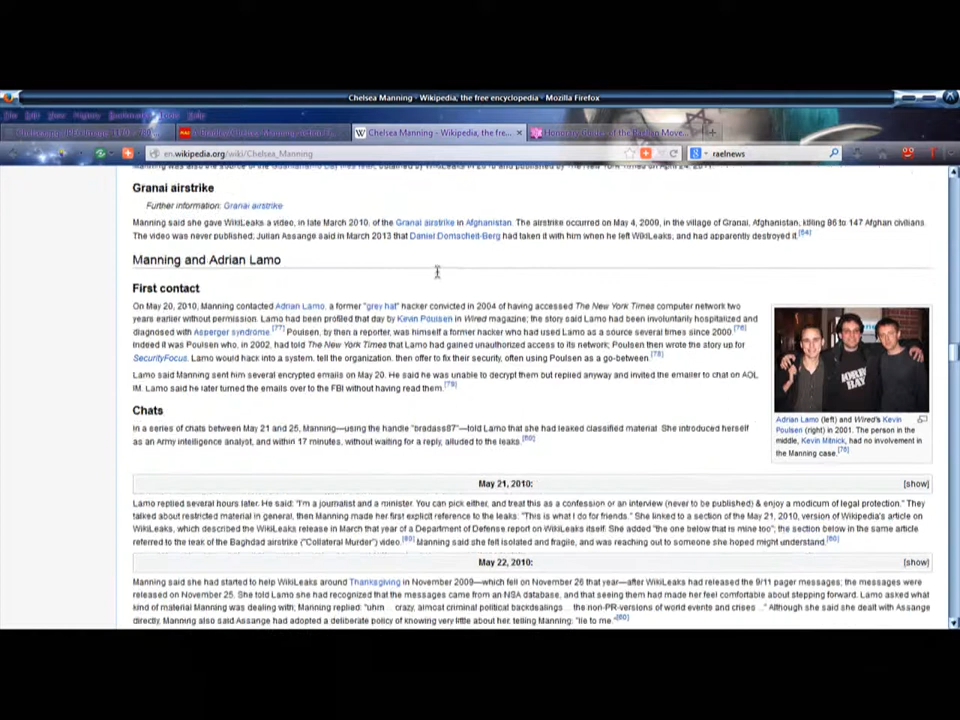 Chelsea Manning - Wikipedia, the free encyclopedia - Mozilla Firefox
File Edit View History Bookmarks Tools Help
Chelsea Manning - Wikipedia, the fre... × Honorary Guides of the Raelian Move...
en.wikipedia.org/wiki/Chelsea_Manning raelnews
Granai airstrike
Further information: Granai airstrike
Manning said she gave WikiLeaks a video, in late March 2010, of the Granai airstrike in Afghanistan. The airstrike occurred on May 4, 2009, in the village of Granai, Afghanistan, killing 86 to 147 Afghan civilians.
The video was never published; Julian Assange said in March 2013 that Daniel Domscheit-Berg had taken it with him when he left WikiLeaks, and had apparently destroyed it.
Manning and Adrian Lamo
First contact
On May 20, 2010, Manning contacted Adrian Lamo, a former "grey hat" hacker convicted in 2004 of having accessed The New York Times computer network two
years earlier without permission. Lamo had been profiled that day by Kevin Poulsen in Wired magazine; the story said Lamo had been involuntarily hospitalized and
diagnosed with Asperger syndrome.[77] Poulsen, by then a reporter, was himself a former hacker who had used Lamo as a source several times since 2000.
Indeed it was Poulsen who, in 2002, had told The New York Times that Lamo had gained unauthorized access to its network; Poulsen then wrote the story up for
SecurityFocus. Lamo would hack into a system, tell the organization, then offer to fix their security, often using Poulsen as a go-between.
Lamo said Manning sent him several encrypted emails on May 20. He said he was unable to decrypt them but replied anyway and invited the emailer to chat on AOL
IM. Lamo said he later turned the emails over to the FBI without having read them.
Adrian Lamo (left) and Wired's Kevin
Poulsen (right) in 2001. The person in the
middle, Kevin Mitnick, had no involvement in
the Manning case.
Chats
In a series of chats between May 21 and 25, Manning—using the handle "bradass87"—told Lamo that she had leaked classified material. She introduced herself
as an Army intelligence analyst, and within 17 minutes, without waiting for a reply, alluded to the leaks.
May 21, 2010: [show]
Lamo replied several hours later. He said: "I'm a journalist and a minister. You can pick either, and treat this as a confession or an interview (never to be published) & enjoy a modicum of legal protection." They
talked about restricted material in general, then Manning made her first explicit reference to the leaks: "This is what I do for friends." She linked to a section of the May 21, 2010, version of Wikipedia's article on
WikiLeaks, which described the WikiLeaks release in March that year of a Department of Defense report on WikiLeaks itself. She added "the one below that is mine too"; the section below in the same article
referred to the leak of the Baghdad airstrike ("Collateral Murder") video. Manning said she felt isolated and fragile, and was reaching out to someone she hoped might understand.
May 22, 2010: [show]
Manning said she had started to help WikiLeaks around Thanksgiving in November 2009—which fell on November 26 that year—after WikiLeaks had released the 9/11 pager messages; the messages were
released on November 25. She told Lamo she had recognized that the messages came from an NSA database, and that seeing them had made her feel comfortable about stepping forward. Lamo asked what
kind of material Manning was dealing with; Manning replied: "uhm ... crazy, almost criminal political backdealings ... the non-PR-versions of world events and crises ..." Although she said she dealt with Assange
directly, Manning also said Assange had adopted a deliberate policy of knowing very little about her, telling Manning: "lie to me."